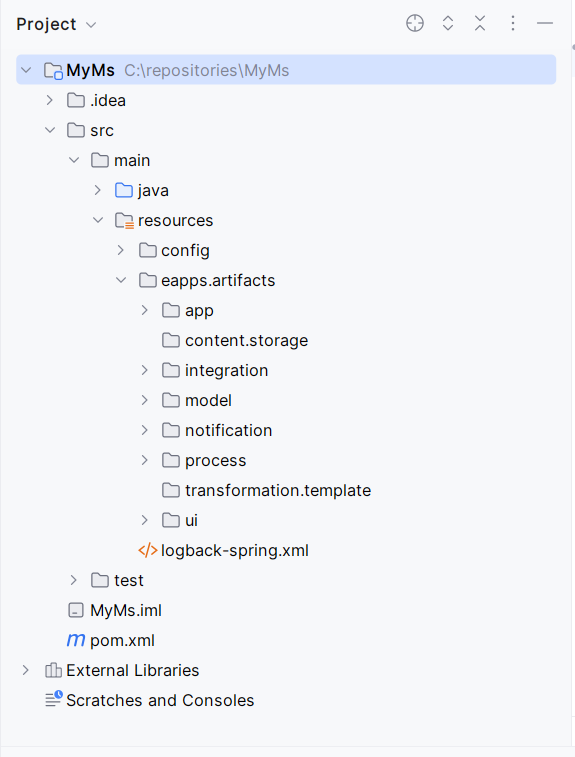 Project
MyMs C:\repositories\MyMs
.idea
src
main
java
resources
config
eapps.artifacts
app
content.storage
integration
model
notification
process
transformation.template
ui
logback-spring.xml
test
MyMs.iml
pom.xml
External Libraries
Scratches and Consoles